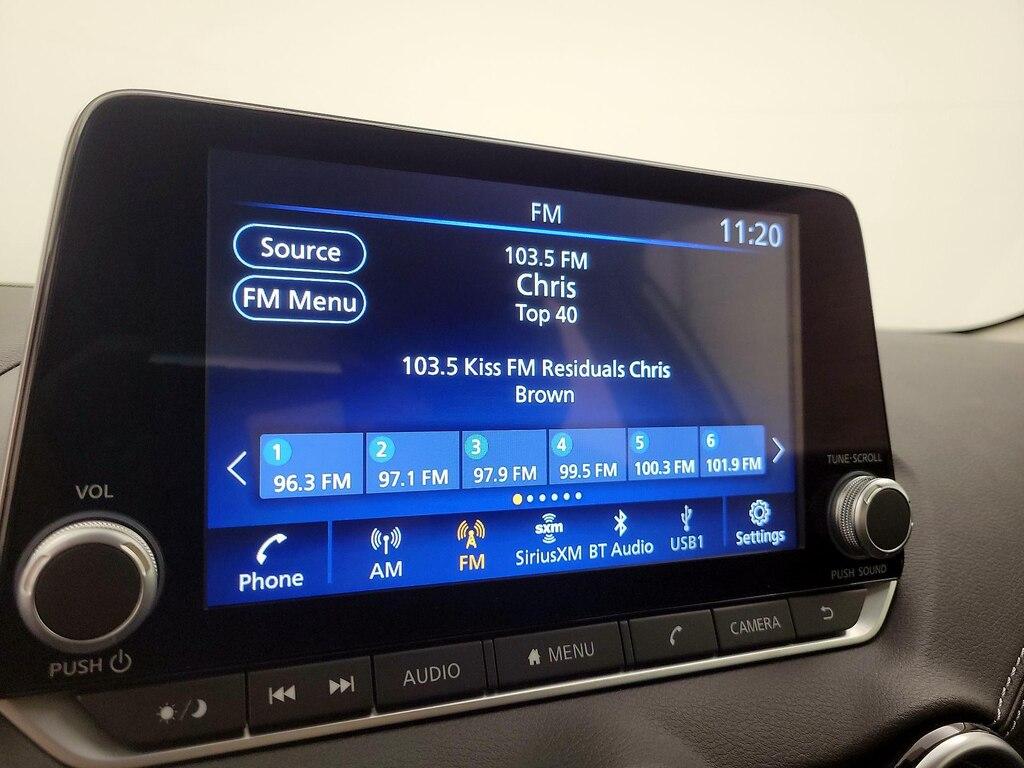 FM
11:20
Source
FM Menu
103.5 FM
Chris
Top 40
103.5 Kiss FM Residuals Chris
Brown
1
96.3 FM
2
97.1 FM
3
97.9 FM
4
99.5 FM
5
100.3 FM
6
101.9 FM
Phone
AM
FM
sxm
SiriusXM
BT Audio
USB1
Settings
VOL
PUSH
TUNE·SCROLL
PUSH SOUND
AUDIO
MENU
CAMERA